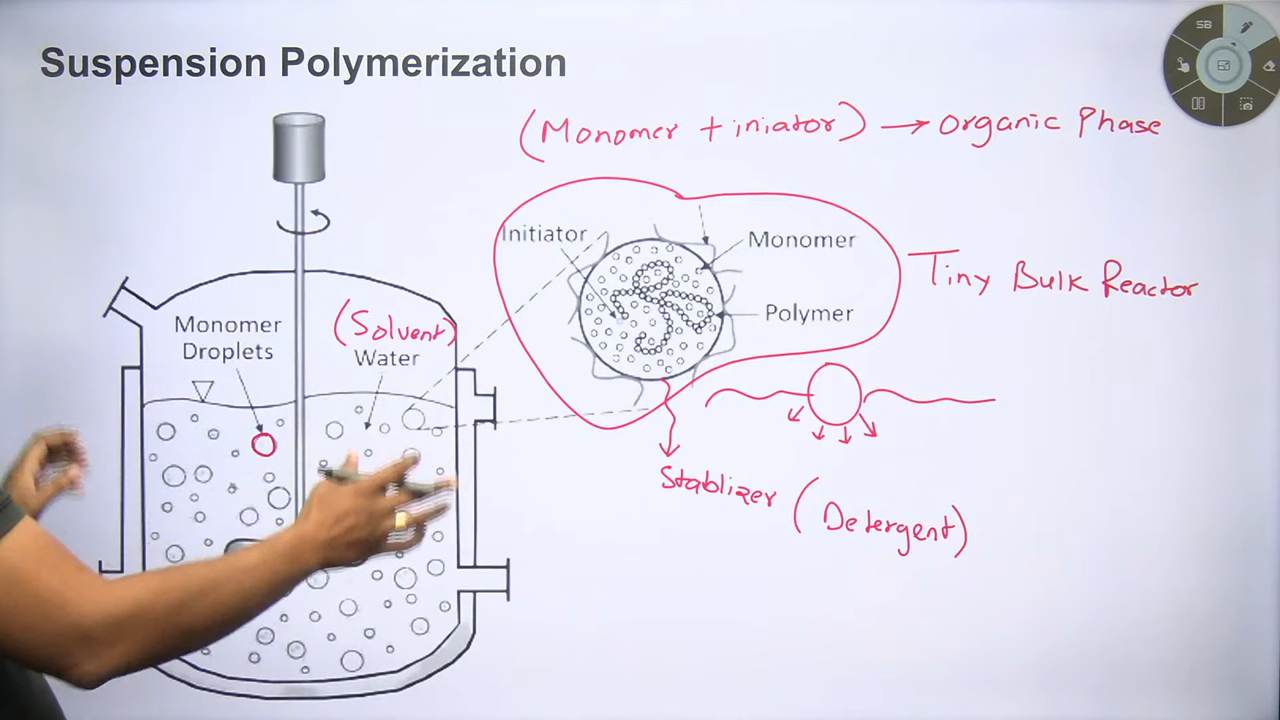 Suspension Polymerization
SB
(Monomer + iniator) → Organic Phase
Initiator
Monomer
Polymer
Tiny Bulk Reactor
Monomer
Droplets
(Solvent)
Water
Stablizer (Detergent)